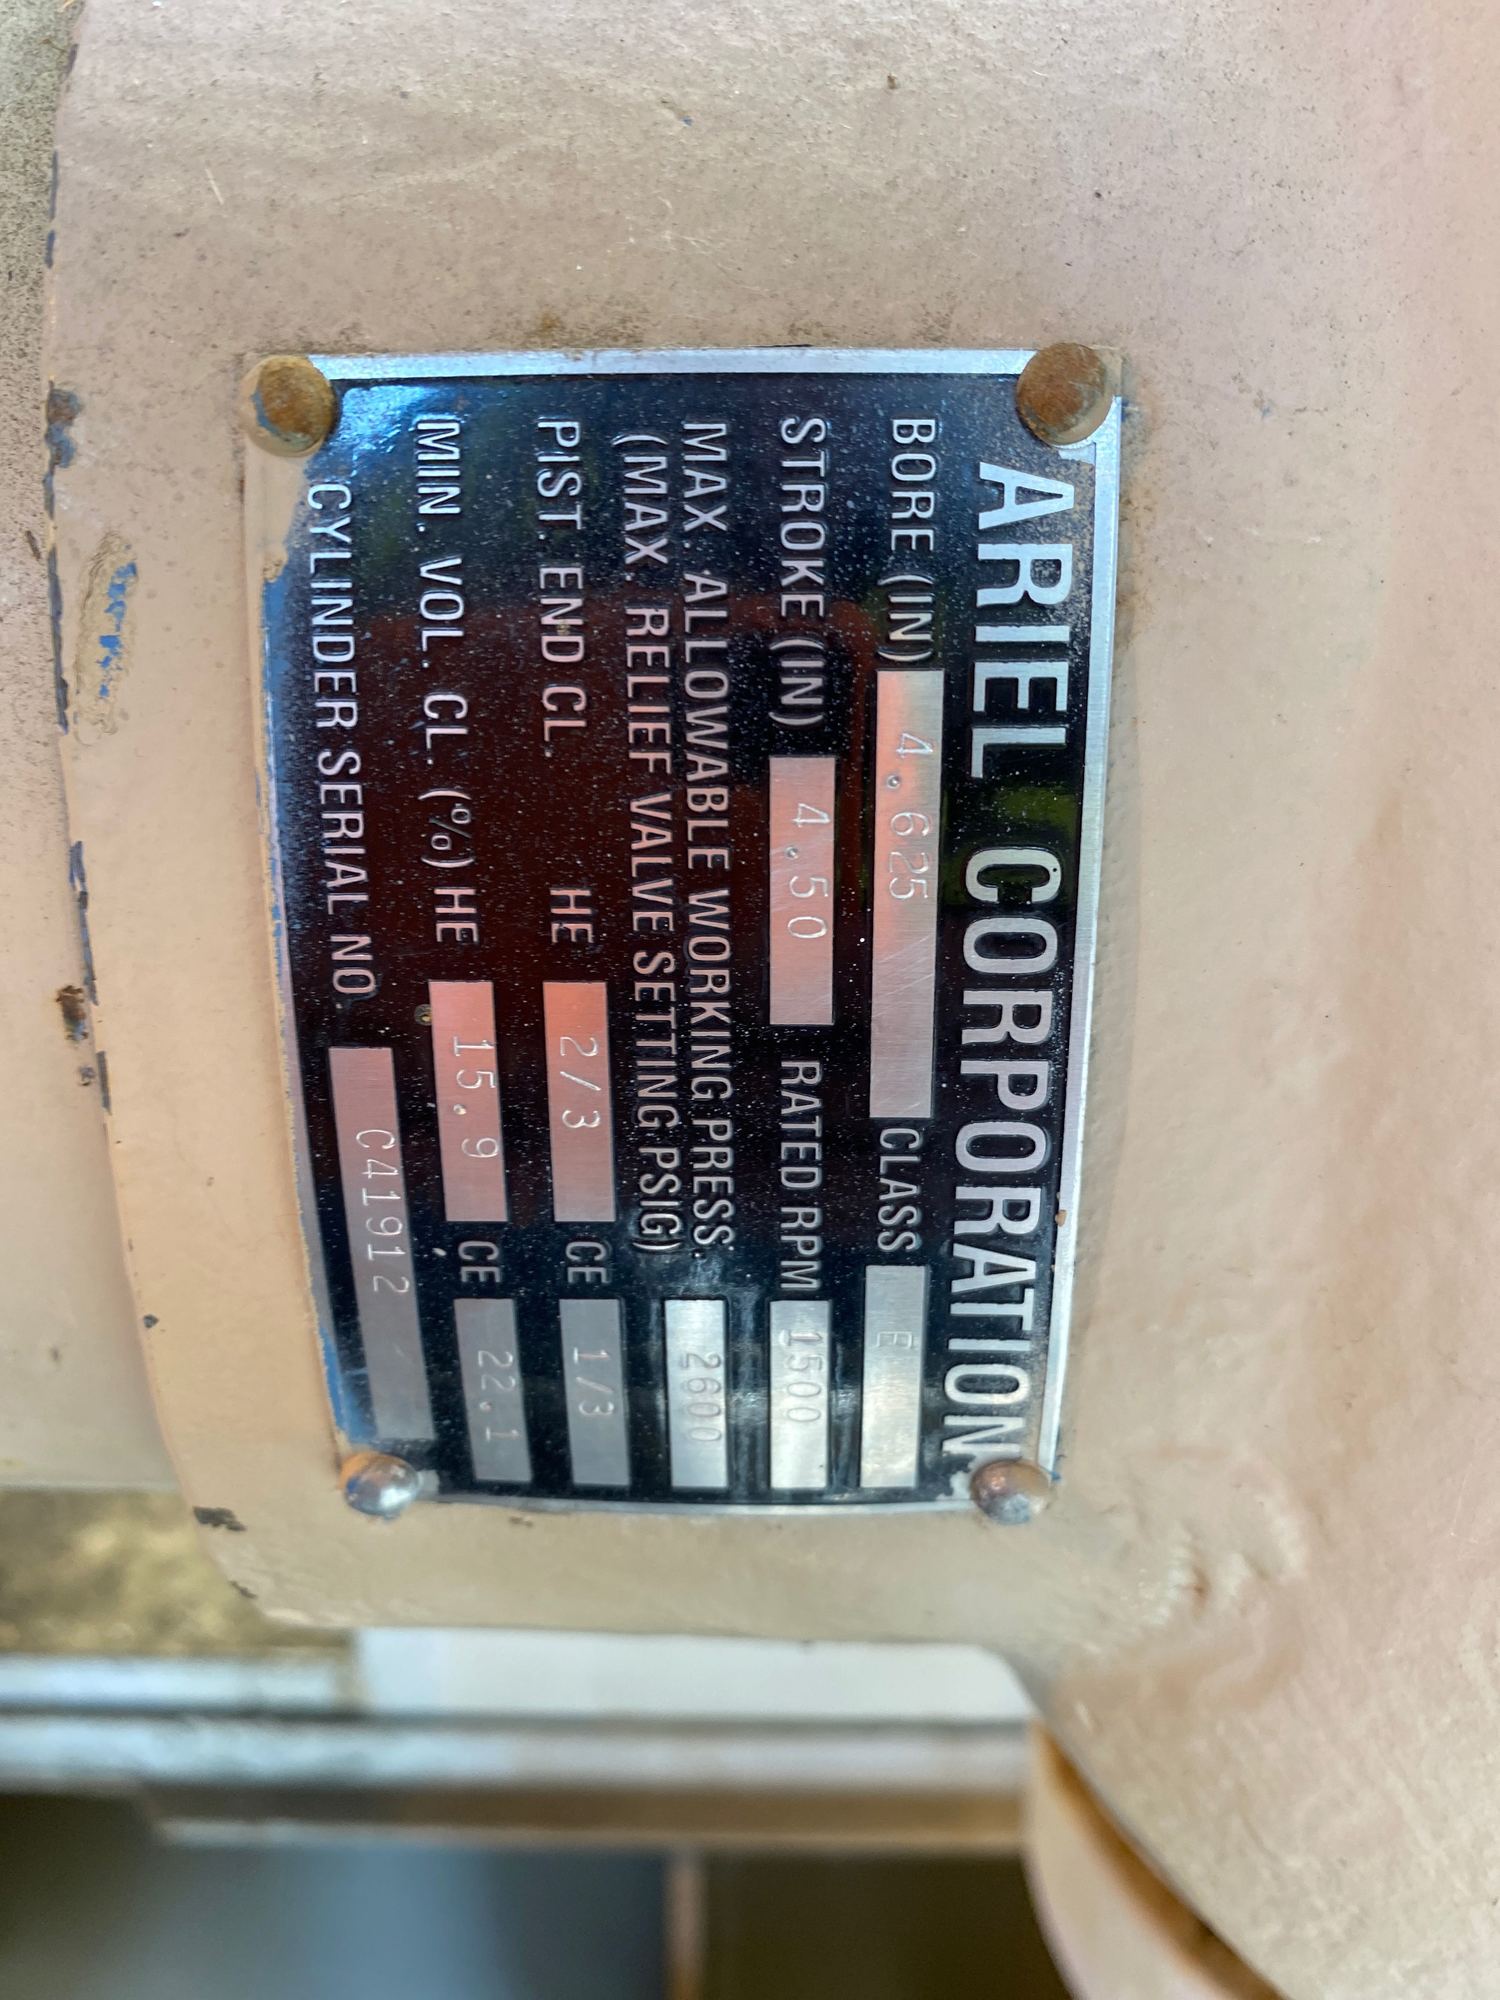 ARIEL CORPORATION
BORE (IN) 4.625 CLASS E
STROKE (IN) 4.50 RATED RPM 1500
MAX. ALLOWABLE WORKING PRESS.
(MAX. RELIEF VALVE SETTING PSIG) 2600
PIST. END CL. HE 2/3 CE 1/3
MIN. VOL. CL. (%) HE 15.9 CE 22.1
CYLINDER SERIAL NO. C41912